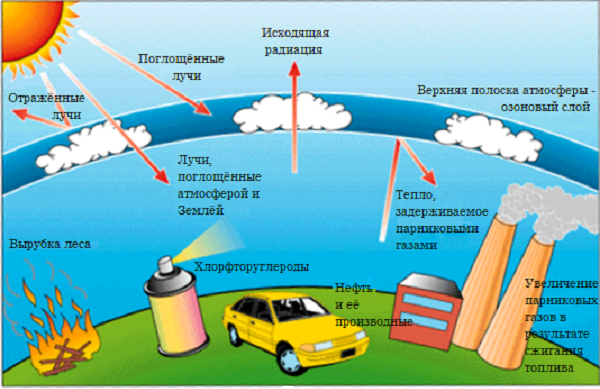 Исходящая
радиация
Поглощённые
лучи
Отражённые
лучи
Верхняя полоска атмосферы -
озоновый слой
Лучи,
поглощённые
атмосферой и
Землёй
Тепло,
задерживаемое
парниковыми
газами
Вырубка леса
Хлорфторуглероды
Нефть
и её
производные
Увеличение
парниковых
газов в
результате
сжигания
топлива